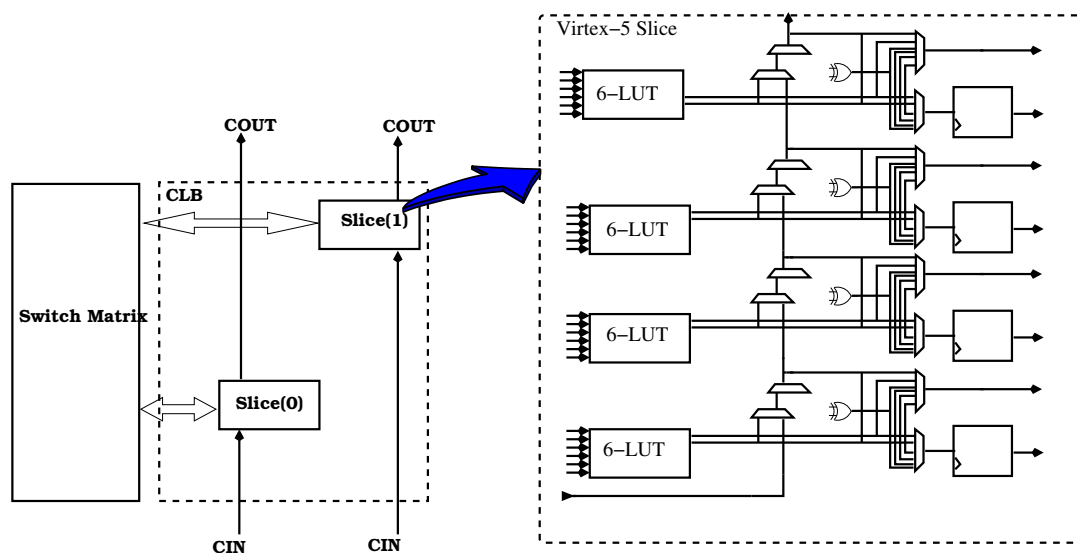 Virtex−5 Slice
6−LUT
COUT
COUT
CLB
Slice(1)
6−LUT
Switch Matrix
6−LUT
Slice(0)
6−LUT
CIN
CIN